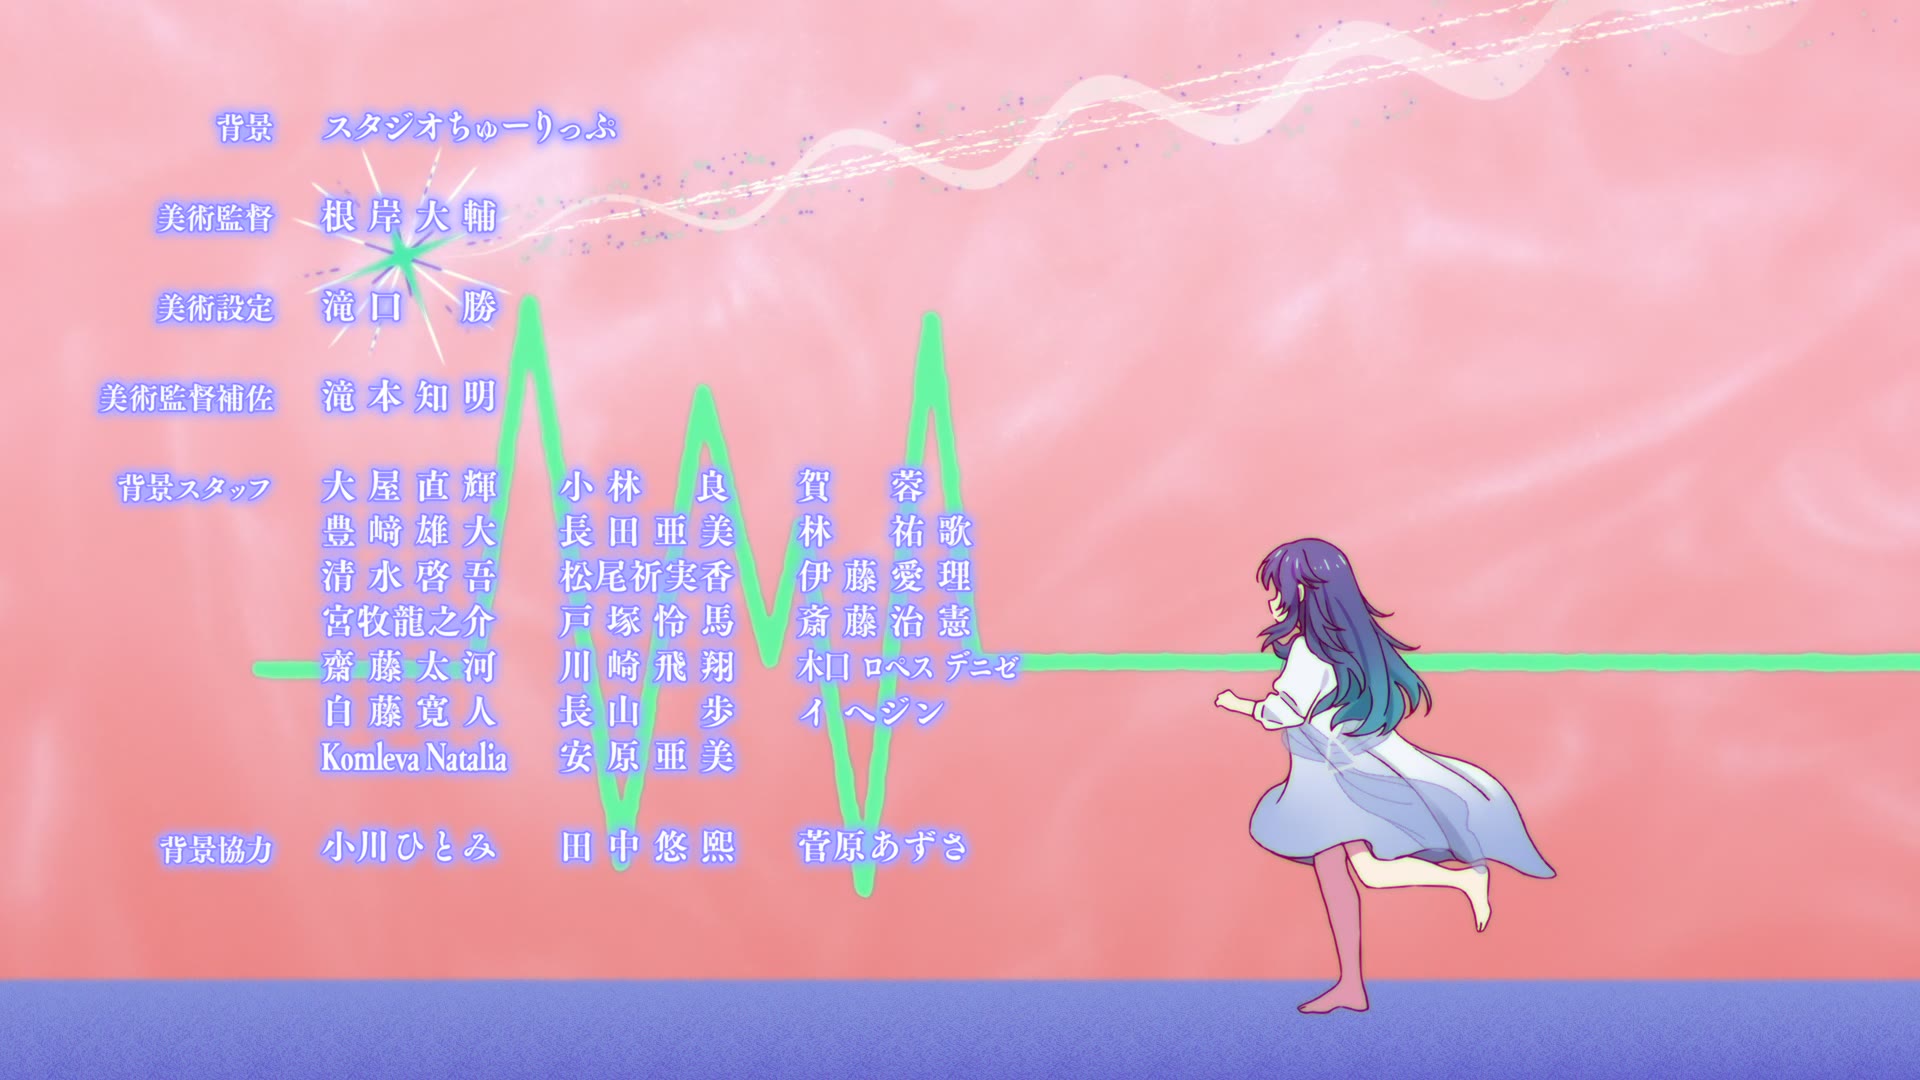 背景 スタジオちゅーりっぷ
美術監督 根岸大輔
美術設定 滝口 勝
美術監督補佐 滝本知明
背景スタッフ 大屋直輝 小林 良 賀 蓉
豊﨑雄大 長田亜美 林 祐歌
清水啓吾 松尾祈実香 伊藤愛理
宮牧龍之介 戸塚怜馬 斎藤治憲
齋藤太河 川崎飛翔 木口 ロペス デニゼ
白藤寛人 長山 歩 イ ヘジン
Komleva Natalia 安原亜美
背景協力 小川ひとみ 田中悠熙 菅原あずさ